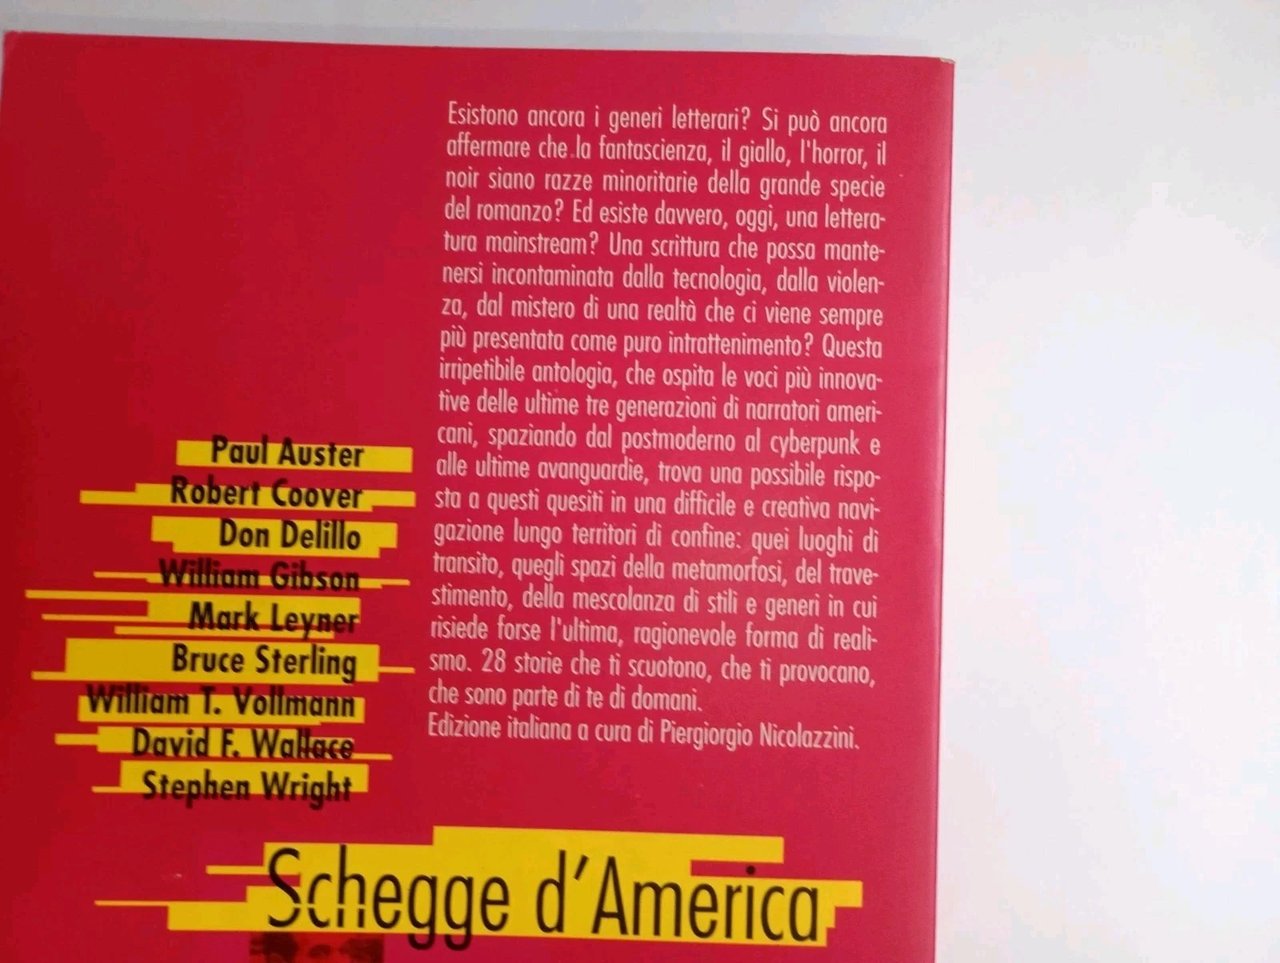 Esistono ancora i generi letterari? Si può ancora
affermare che la fantascienza, il giallo, l'horror, il
noir siano razze minoritarie della grande specie
del romanzo? Ed esiste davvero, oggi, una lettera-
tura mainstream? Una scrittura che possa mante-
nersi incontaminata dalla tecnologia, dalla violen-
za, dal mistero di una realtà che ci viene sempre
più presentata come puro intrattenimento? Questa
irripetibile antologia, che ospita le voci più innova-
tive delle ultime tre generazioni di narratori ameri-
cani, spaziando dal postmoderno al cyberpunk e
alle ultime avanguardie, trova una possibile rispo-
sta a questi quesiti in una difficile e creativa navi-
gazione lungo territori di confine: quei luoghi di
transito, quegli spazi della metamorfosi, del trave-
stimento, della mescolanza di stili e generi in cui
risiede forse l'ultima, ragionevole forma di reali-
smo. 28 storie che ti scuotono, che ti provocano,
che sono parte di te di domani.
Edizione italiana a cura di Piergiorgio Nicolazzini.
Paul Auster
Robert Coover
Don Delillo
William Gibson
Mark Leyner
Bruce Sterling
William T. Vollmann
David F. Wallace
Stephen Wright
Schegge d'America